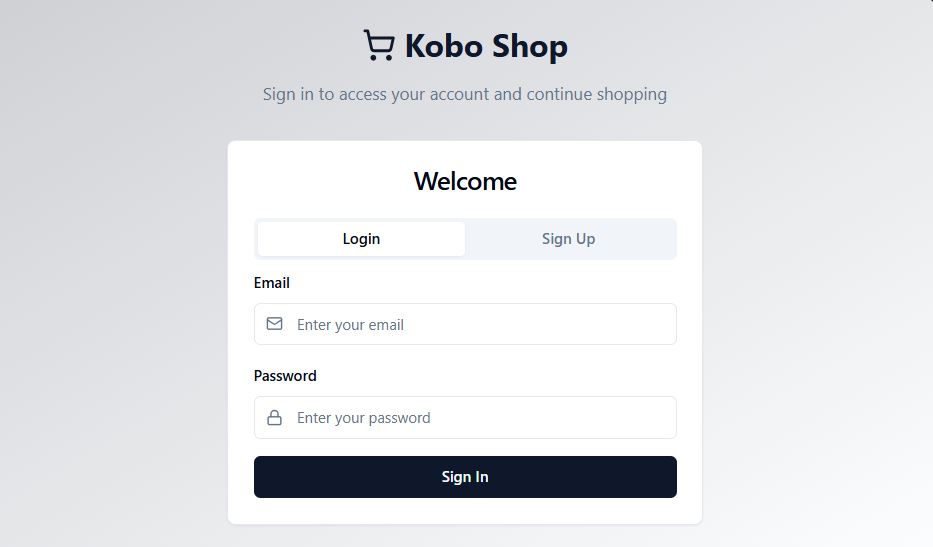 Kobo Shop
Sign in to access your account and continue shopping
Welcome
Login Sign Up
Email
Enter your email
Password
Enter your password
Sign In